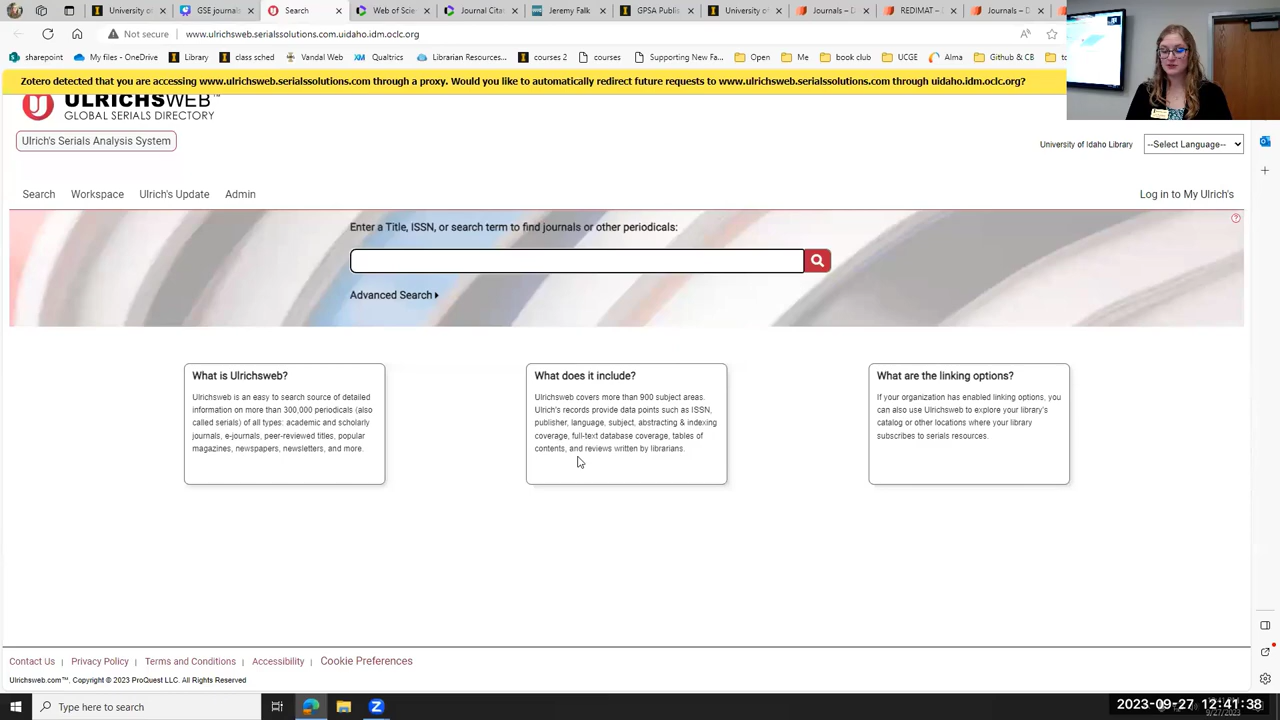 University of
GSE journals
Search
Web of Scien
Journal Citat
Jeremy Falk
GPSA Publis
University of
Journals – D
REDIMAT – D
Journals – D
Not secure
www.ulrichsweb.serialssolutions.com.uidaho.idm.oclc.org
sharepoint
My files - OneDrive
Library
class sched
Vandal Web
Qualtrics
Librarian Resources...
courses 2
courses
Supporting New Fa...
Open
Me
book club
UCGE
Alma
Github & CB
Zotero detected that you are accessing www.ulrichsweb.serialssolutions.com through a proxy. Would you like to automatically redirect future requests to www.ulrichsweb.serialssolutions.com through uidaho.idm.oclc.org?
ULRICHSWEB™
GLOBAL SERIALS DIRECTORY
Ulrich's Serials Analysis System
University of Idaho Library
--Select Language--
Search Workspace Ulrich's Update Admin
Log in to My Ulrich's
Enter a Title, ISSN, or search term to find journals or other periodicals:
Advanced Search
What is Ulrichsweb?
Ulrichsweb is an easy to search source of detailed
information on more than 300,000 periodicals (also
called serials) of all types: academic and scholarly
journals, e-journals, peer-reviewed titles, popular
magazines, newspapers, newsletters, and more.
What does it include?
Ulrichsweb covers more than 900 subject areas.
Ulrich's records provide data points such as ISSN,
publisher, language, subject, abstracting & indexing
coverage, full-text database coverage, tables of
contents, and reviews written by librarians.
What are the linking options?
If your organization has enabled linking options, you
can also use Ulrichsweb to explore your library's
catalog or other locations where your library
subscribes to serials resources.
Contact Us | Privacy Policy | Terms and Conditions | Accessibility | Cookie Preferences
Ulrichsweb.com™, Copyright © 2023 ProQuest LLC. All Rights Reserved
Type here to search
2023-09-27 12:41:38
9/27/2023